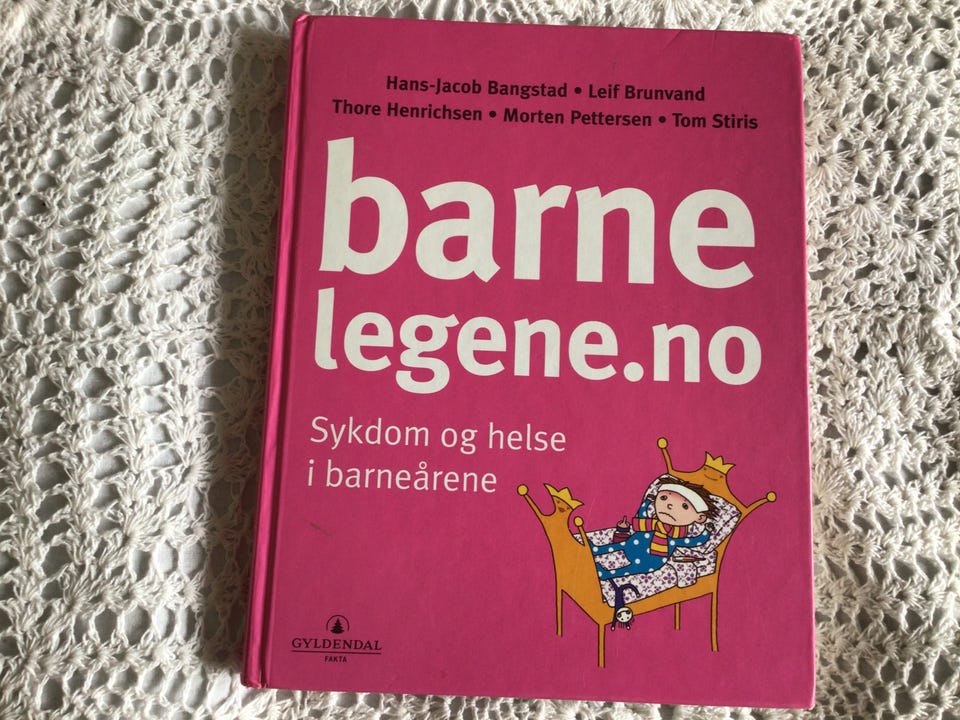 Hans-Jacob Bangstad • Leif Brunvand
Thore Henrichsen • Morten Pettersen • Tom Stiris
barne
legene.no
Sykdom og helse
i barneårene
GYLDENDAL
FAKTA